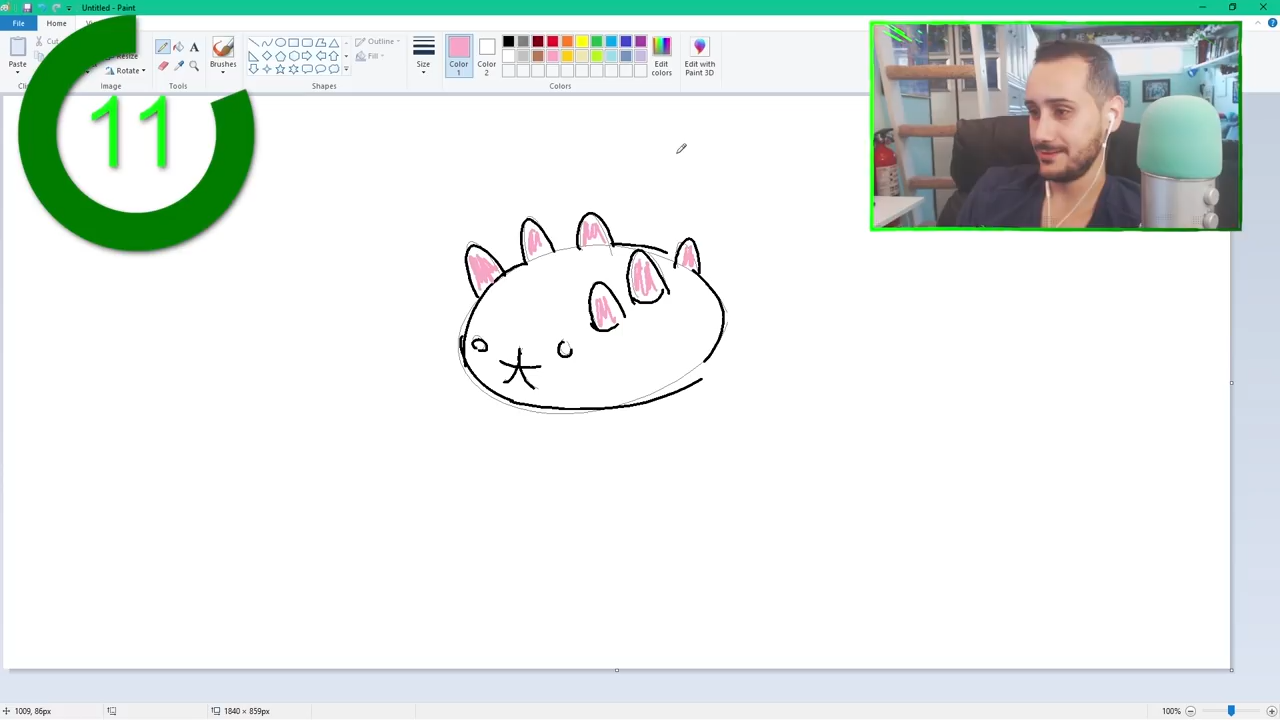 Untitled - Paint
File
Home
Paste
Cut
Rotate
Image
Tools
Brushes
Shapes
Outline
Fill
Size
Color 1
Color 2
Edit colors
Edit with Paint 3D
Colors
11
1009, 86px
1840 × 859px
100%